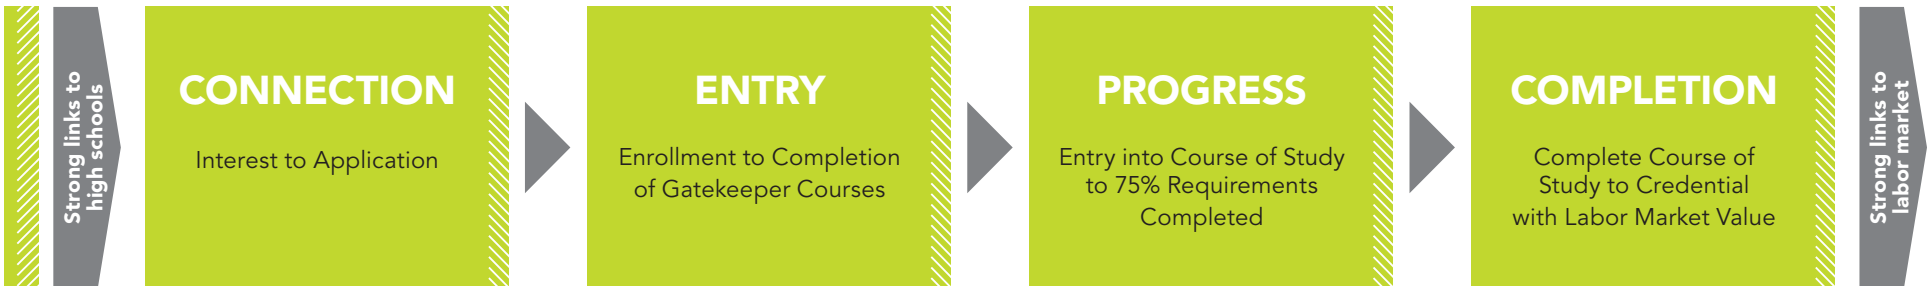 Strong links to
high schools
CONNECTION
Interest to Application
ENTRY
Enrollment to Completion
of Gatekeeper Courses
PROGRESS
Entry into Course of Study
to 75% Requirements
Completed
COMPLETION
Complete Course of
Study to Credential
with Labor Market Value
Strong links to
labor market